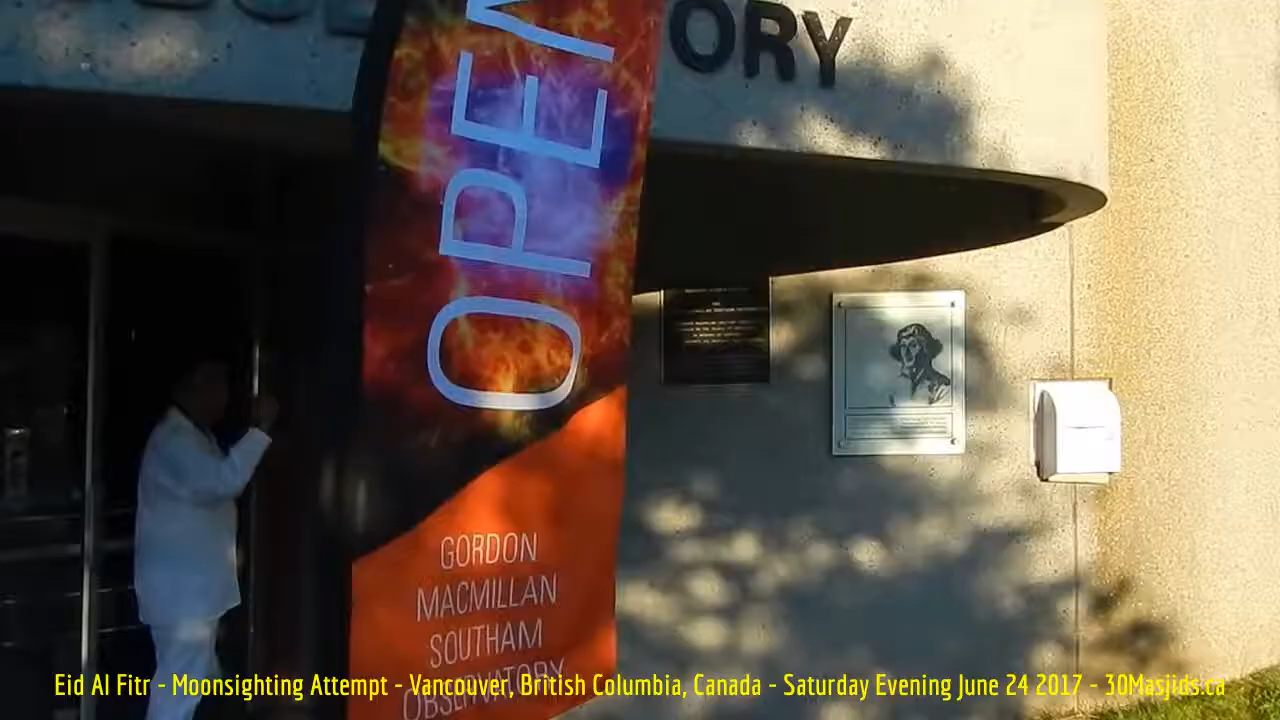 ORY
OPEN
GORDON
MACMILLAN
SOUTHAM
OBSERVATORY
Eid Al Fitr - Moonsighting Attempt - Vancouver, British Columbia, Canada - Saturday Evening June 24 2017 - 30Masjids.ca